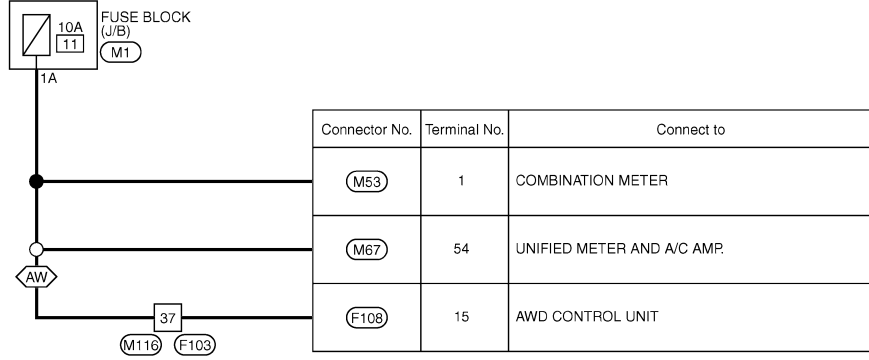 FUSE BLOCK
(J/B)
10A
11
M1
1A
Connector No. Terminal No. Connect to
M53 1 COMBINATION METER
M67 54 UNIFIED METER AND A/C AMP.
AW
37
F108 15 AWD CONTROL UNIT
M116 F103